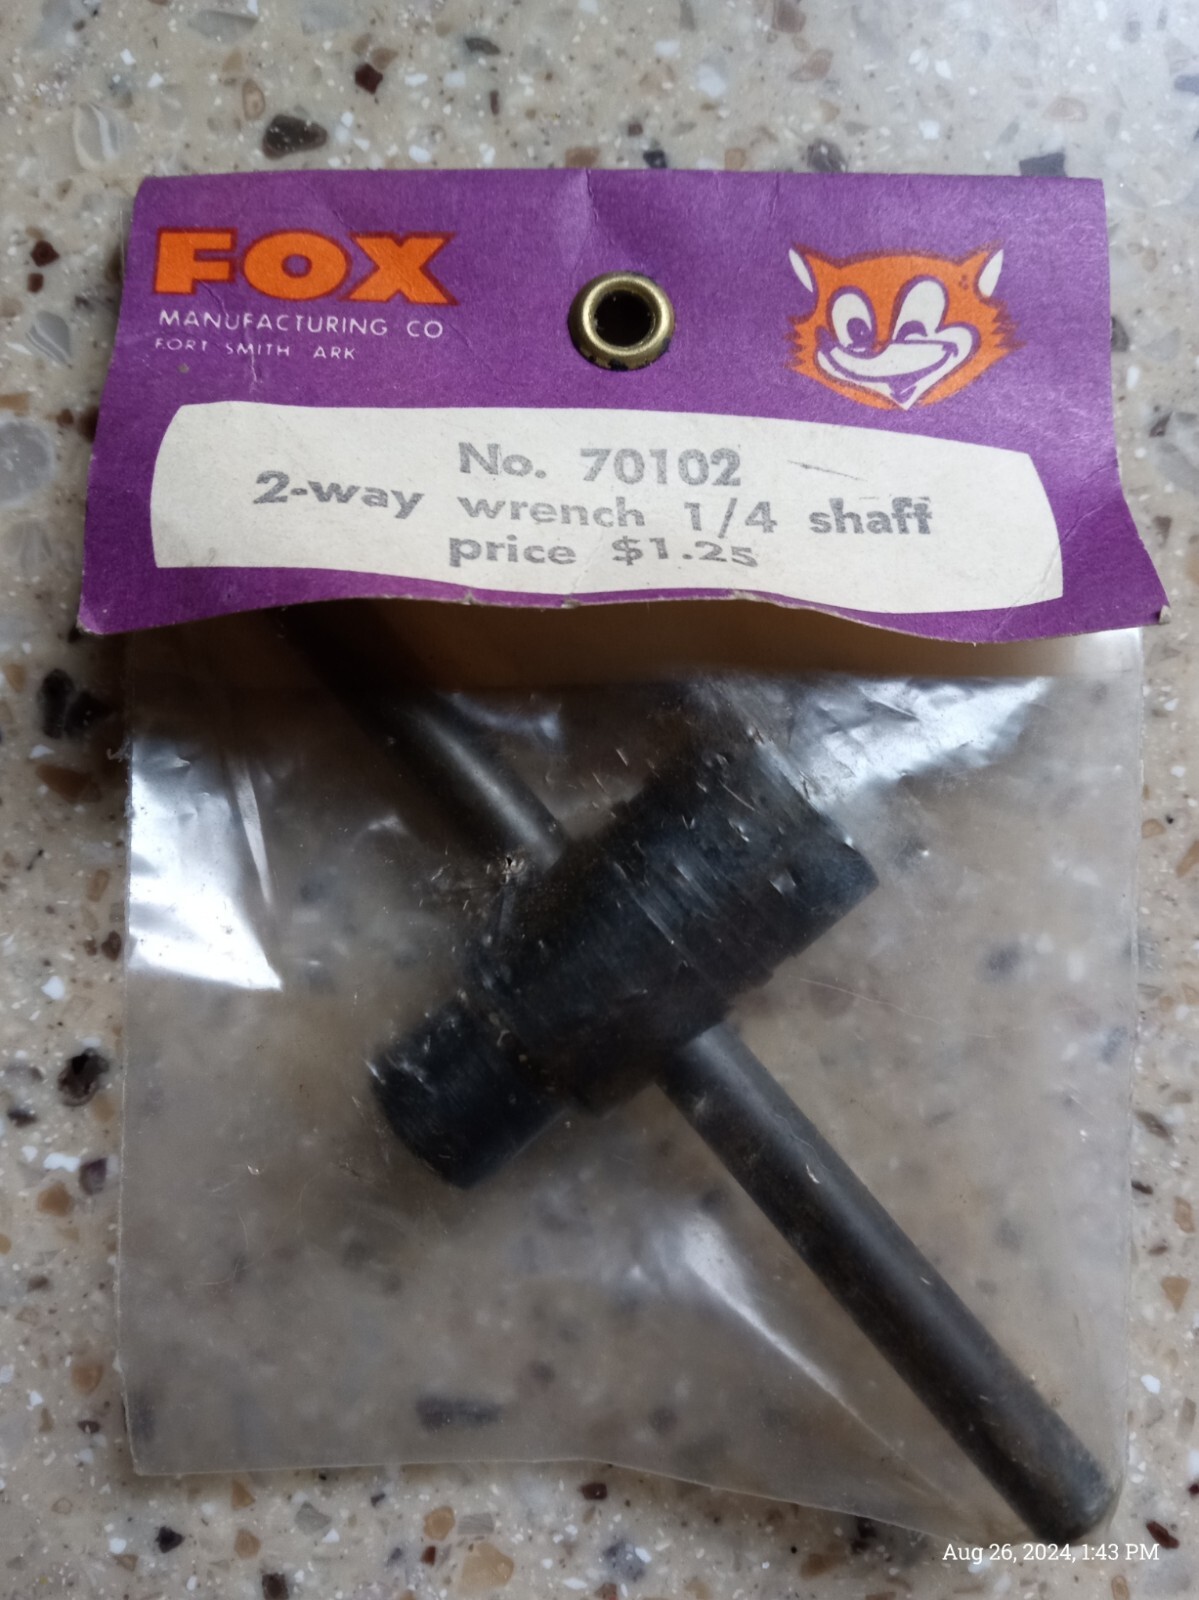 FOX
MANUFACTURING CO
FORT SMITH ARK
No. 70102
2-way wrench 1/4 shaft
price $1.25
Aug 26, 2024, 1:43 PM